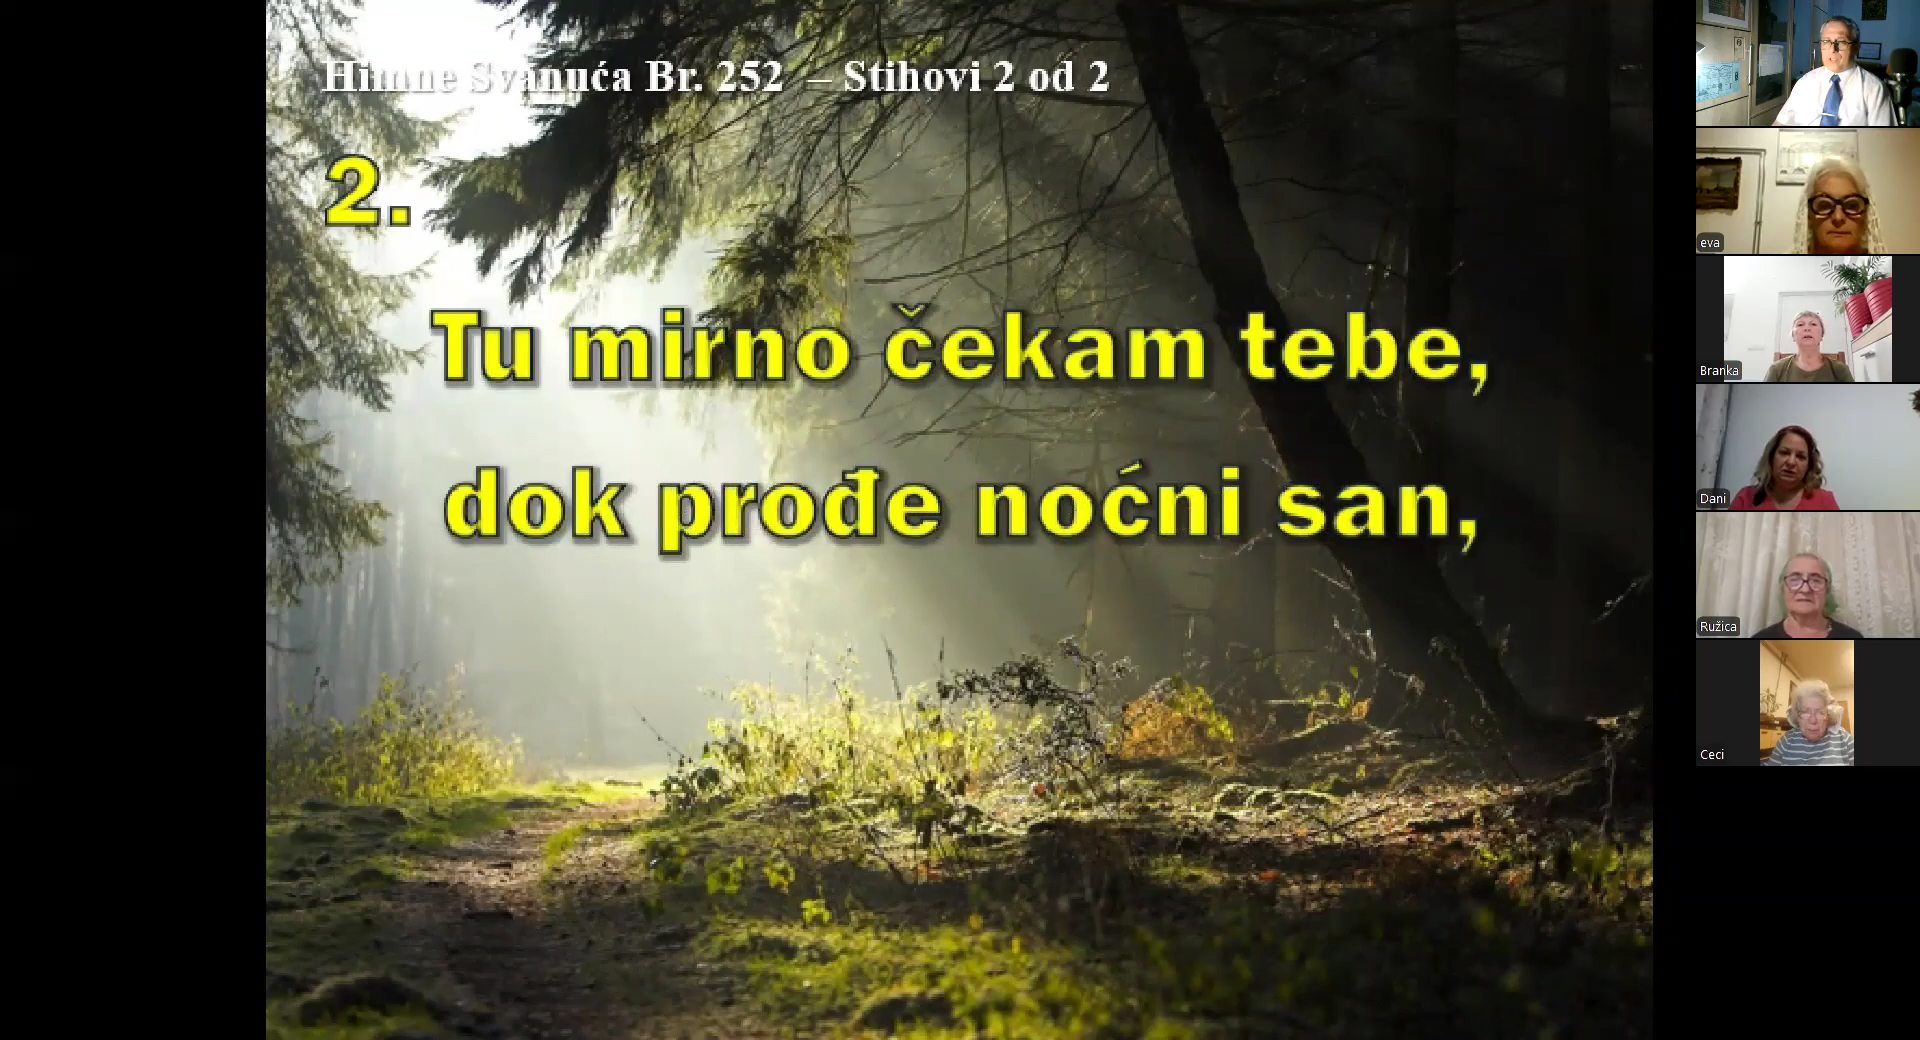 Himne Svanuća Br. 252 – Stihovi 2 od 2
2.
Tu mirno čekam tebe,
dok prođe noćni san,
eva
Branka
Dani
Ružica
Ceci